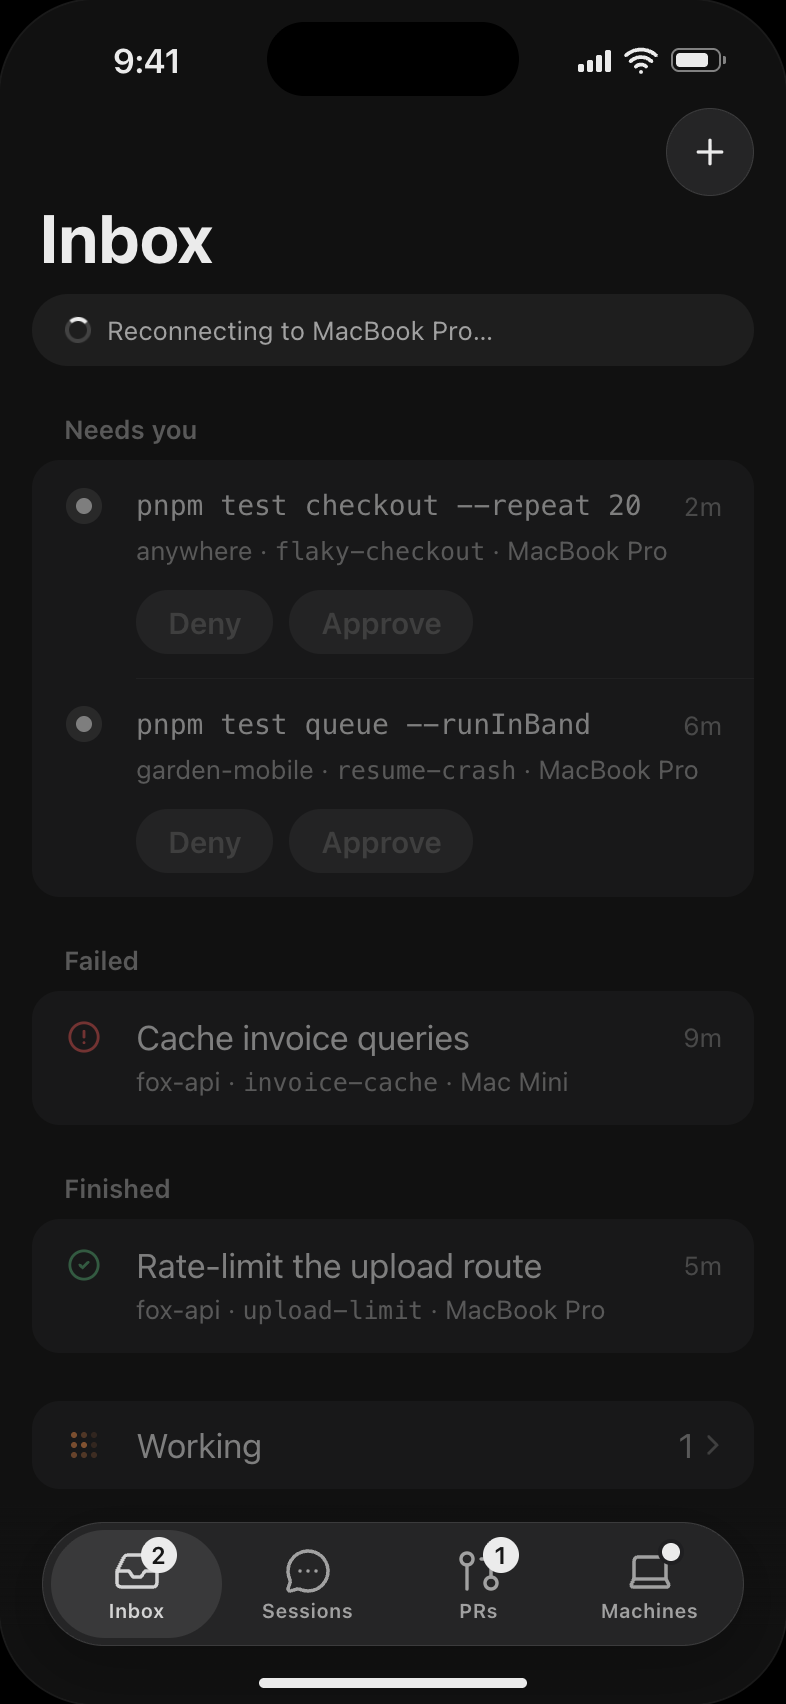 9:41
Inbox
Reconnecting to MacBook Pro...
Needs you
pnpm test checkout --repeat 20 2m
anywhere · flaky-checkout · MacBook Pro
Deny Approve
pnpm test queue --runInBand 6m
garden-mobile · resume-crash · MacBook Pro
Deny Approve
Failed
Cache invoice queries 9m
fox-api · invoice-cache · Mac Mini
Finished
Rate-limit the upload route 5m
fox-api · upload-limit · MacBook Pro
Working 1
2 1
Inbox Sessions PRs Machines